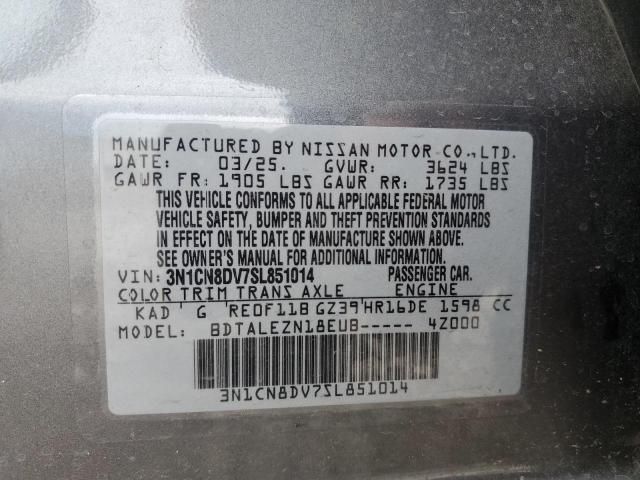 MANUFACTURED BY NISSAN MOTOR CO., LTD.
DATE: 03/25. GVWR: 3624 LBS
GAWR FR: 1905 LBS GAWR RR: 1735 LBS
THIS VEHICLE CONFORMS TO ALL APPLICABLE FEDERAL MOTOR
VEHICLE SAFETY, BUMPER AND THEFT PREVENTION STANDARDS
IN EFFECT ON THE DATE OF MANUFACTURE SHOWN ABOVE.
SEE OWNER'S MANUAL FOR ADDITIONAL INFORMATION.
VIN: 3N1CN8DV7SL851014 PASSENGER CAR.
COLOR TRIM TRANS AXLE ENGINE
KAD G RE0F11B GZ39 HR16DE 1598 CC
MODEL: BDTALEZN18EUB----- 4Z000
3N1CN8DV7SL851014